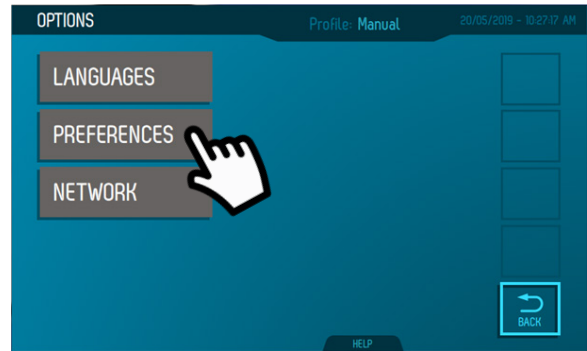 OPTIONS
Profile: Manual
20/05/2019 - 10:27:17 AM
LANGUAGES
PREFERENCES
NETWORK
BACK
HELP